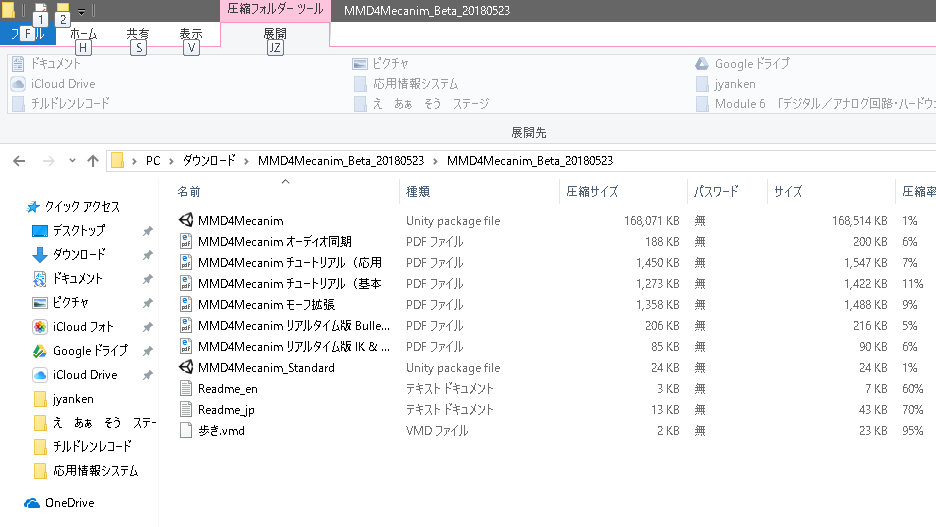 圧縮フォルダー ツール MMD4Mecanim_Beta_20180523
1 2
ファイル ホーム 共有 表示 展開
F H S V JZ
ドキュメント ピクチャ Google ドライブ
iCloud Drive 応用情報システム jyanken
チルドレンレコード え　あぁ　そう　ステージ Module 6　「デジタル／アナログ回路・ハードウ
展開先
PC ダウンロード MMD4Mecanim_Beta_20180523 MMD4Mecanim_Beta_20180523
名前 種類 圧縮サイズ パスワード サイズ 圧縮率
クイック アクセス
デスクトップ
ダウンロード
ドキュメント
ピクチャ
iCloud フォト
Google ドライブ
iCloud Drive
jyanken
え　あぁ　そう　ステー
チルドレンレコード
応用情報システム
OneDrive
MMD4Mecanim Unity package file 168,071 KB 無 168,514 KB 1%
MMD4Mecanim オーディオ同期 PDF ファイル 188 KB 無 200 KB 6%
MMD4Mecanim チュートリアル（応用 PDF ファイル 1,450 KB 無 1,547 KB 7%
MMD4Mecanim チュートリアル（基本 PDF ファイル 1,273 KB 無 1,422 KB 11%
MMD4Mecanim モーフ拡張 PDF ファイル 1,358 KB 無 1,488 KB 9%
MMD4Mecanim リアルタイム版 Bulle... PDF ファイル 206 KB 無 216 KB 5%
MMD4Mecanim リアルタイム版 IK & ... PDF ファイル 85 KB 無 90 KB 6%
MMD4Mecanim_Standard Unity package file 24 KB 無 24 KB 1%
Readme_en テキスト ドキュメント 3 KB 無 7 KB 60%
Readme_jp テキスト ドキュメント 13 KB 無 43 KB 70%
歩き.vmd VMD ファイル 2 KB 無 23 KB 95%